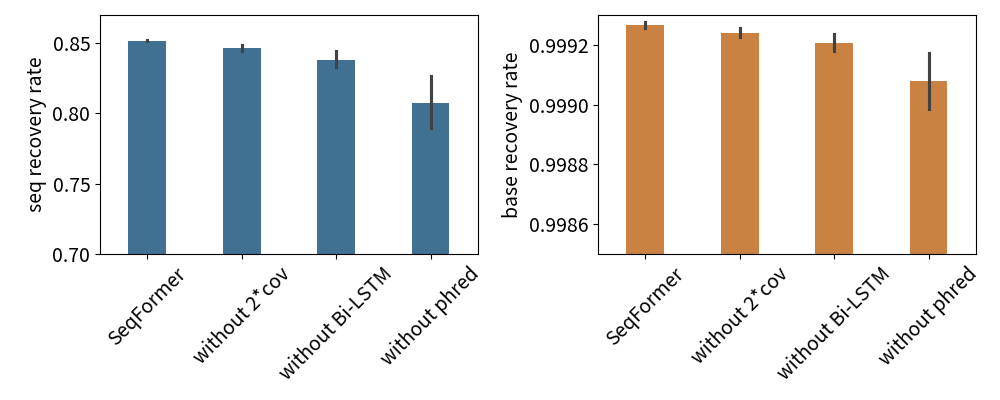 seq recovery rate
0.85
0.80
0.75
0.70
SeqFormer
without 2*cov
without Bi-LSTM
without phred
base recovery rate
0.9992
0.9990
0.9988
0.9986
SeqFormer
without 2*cov
without Bi-LSTM
without phred